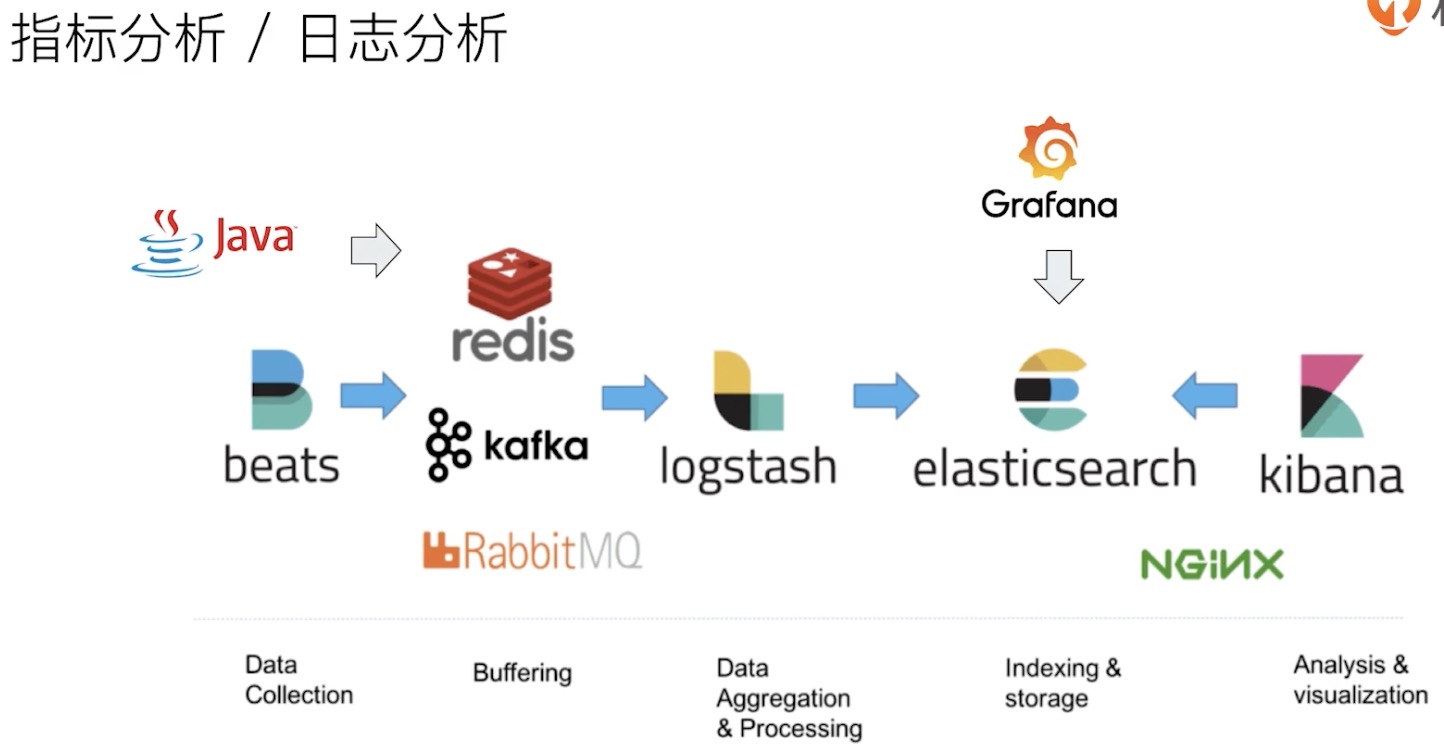 指标分析 / 日志分析
Grafana
Java
redis
beats
kafka
logstash
elasticsearch
kibana
RabbitMQ
NGiNX
Data
Collection
Buffering
Data
Aggregation
& Processing
Indexing &
storage
Analysis &
visualization